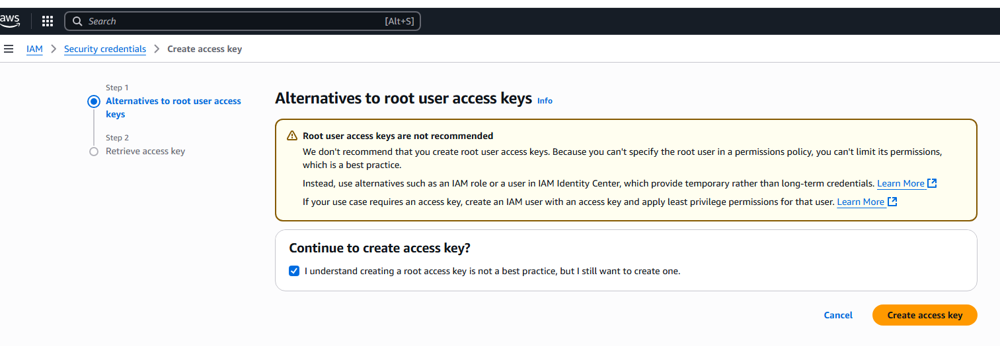 aws
Search
[Alt+S]
IAM
Security credentials
Create access key
Step 1
Alternatives to root user access
keys
Step 2
Retrieve access key
Alternatives to root user access keys Info
Root user access keys are not recommended
We don't recommend that you create root user access keys. Because you can't specify the root user in a permissions policy, you can't limit its permissions,
which is a best practice.
Instead, use alternatives such as an IAM role or a user in IAM Identity Center, which provide temporary rather than long-term credentials. Learn More
If your use case requires an access key, create an IAM user with an access key and apply least privilege permissions for that user. Learn More
Continue to create access key?
I understand creating a root access key is not a best practice, but I still want to create one.
Cancel
Create access key